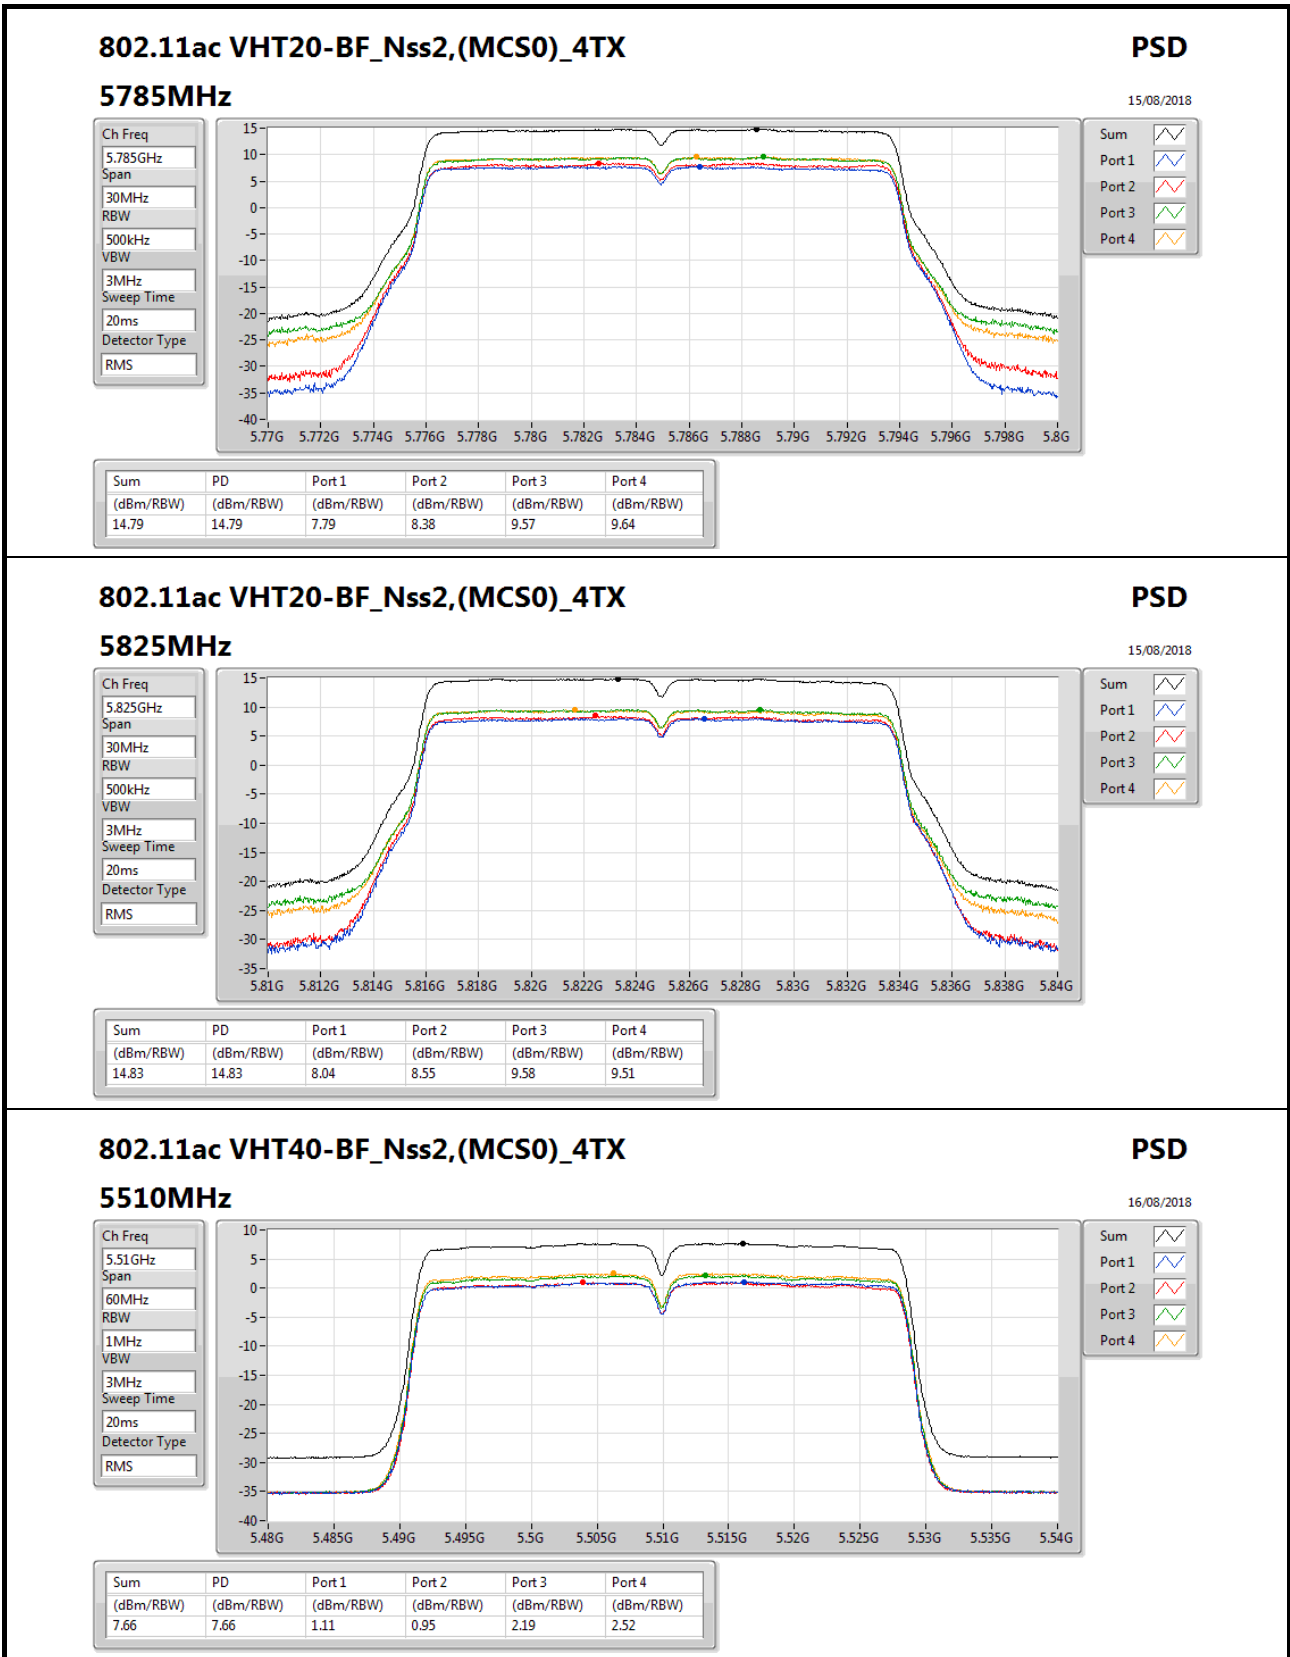 802.11ac VHT20-BF_Nss2,(MCS0)_4TX PSD
5785MHz 15/08/2018
Ch Freq
5.785GHz
Span
30MHz
RBW
500kHz
VBW
3MHz
Sweep Time
20ms
Detector Type
RMS
15
10
5
0
-5
-10
-15
-20
-25
-30
-35
-40
5.77G 5.772G 5.774G 5.776G 5.778G 5.78G 5.782G 5.784G 5.786G 5.788G 5.79G 5.792G 5.794G 5.796G 5.798G 5.8G
Sum
Port 1
Port 2
Port 3
Port 4
Sum PD Port 1 Port 2 Port 3 Port 4
(dBm/RBW) (dBm/RBW) (dBm/RBW) (dBm/RBW) (dBm/RBW) (dBm/RBW)
14.79 14.79 7.79 8.38 9.57 9.64
802.11ac VHT20-BF_Nss2,(MCS0)_4TX PSD
5825MHz 15/08/2018
Ch Freq
5.825GHz
Span
30MHz
RBW
500kHz
VBW
3MHz
Sweep Time
20ms
Detector Type
RMS
15
10
5
0
-5
-10
-15
-20
-25
-30
-35
5.81G 5.812G 5.814G 5.816G 5.818G 5.82G 5.822G 5.824G 5.826G 5.828G 5.83G 5.832G 5.834G 5.836G 5.838G 5.84G
Sum
Port 1
Port 2
Port 3
Port 4
Sum PD Port 1 Port 2 Port 3 Port 4
(dBm/RBW) (dBm/RBW) (dBm/RBW) (dBm/RBW) (dBm/RBW) (dBm/RBW)
14.83 14.83 8.04 8.55 9.58 9.51
802.11ac VHT40-BF_Nss2,(MCS0)_4TX PSD
5510MHz 16/08/2018
Ch Freq
5.51GHz
Span
60MHz
RBW
1MHz
VBW
3MHz
Sweep Time
20ms
Detector Type
RMS
10
5
0
-5
-10
-15
-20
-25
-30
-35
-40
5.48G 5.485G 5.49G 5.495G 5.5G 5.505G 5.51G 5.515G 5.52G 5.525G 5.53G 5.535G 5.54G
Sum
Port 1
Port 2
Port 3
Port 4
Sum PD Port 1 Port 2 Port 3 Port 4
(dBm/RBW) (dBm/RBW) (dBm/RBW) (dBm/RBW) (dBm/RBW) (dBm/RBW)
7.66 7.66 1.11 0.95 2.19 2.52